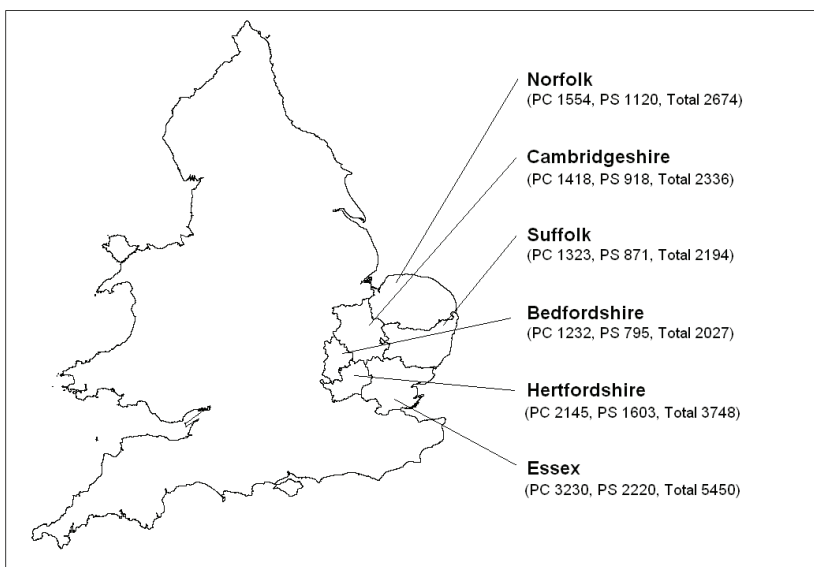 Norfolk
(PC 1554, PS 1120, Total 2674)
Cambridgeshire
(PC 1418, PS 918, Total 2336)
Suffolk
(PC 1323, PS 871, Total 2194)
Bedfordshire
(PC 1232, PS 795, Total 2027)
Hertfordshire
(PC 2145, PS 1603, Total 3748)
Essex
(PC 3230, PS 2220, Total 5450)